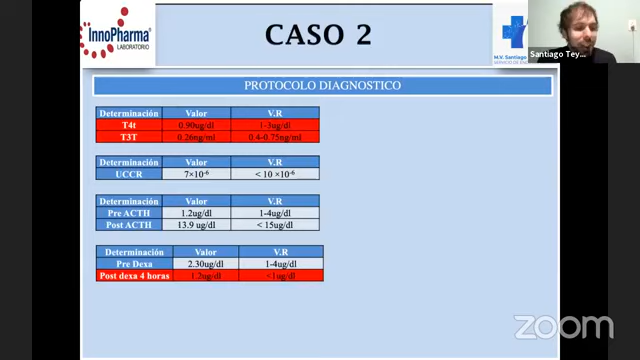 InnoPharma
LABORATORIO
CASO 2
M.V. Santiago
Santiago Tey...
PROTOCOLO DIAGNOSTICO
Determinación Valor V.R
T4t 0.90ug/dl 1-3ug/dl
T3T 0.26ng/ml 0.4-0.75ng/ml
Determinación Valor V.R
UCCR 7×10-6 < 10 ×10-6
Determinación Valor V.R
Pre ACTH 1.2ug/dl 1-4ug/dl
Post ACTH 13.9 ug/dl < 15ug/dl
Determinación Valor V.R
Pre Dexa 2.30ug/dl 1-4ug/dl
Post dexa 4 horas 1.2ug/dl <1ug/dl
zoom